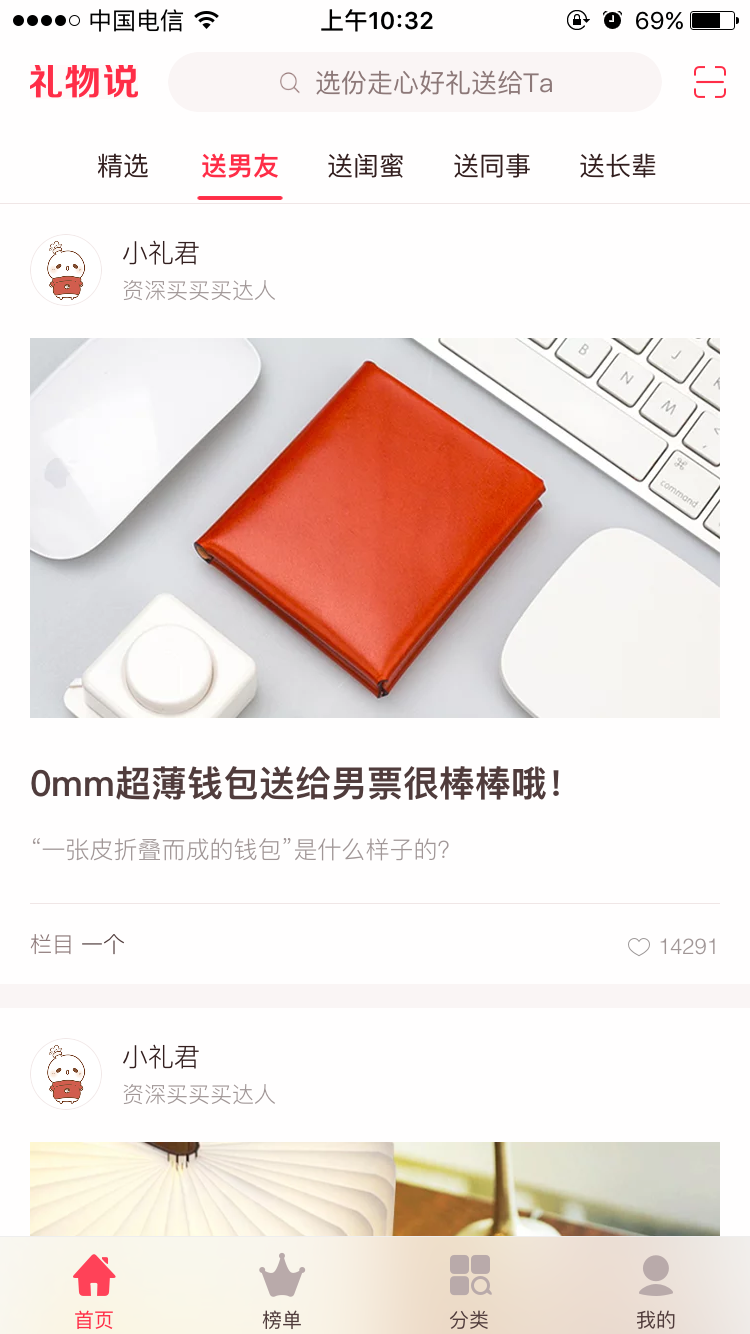 中国电信 上午10:32 69%
礼物说 选份走心好礼送给Ta
精选 送男友 送闺蜜 送同事 送长辈
小礼君
资深买买买达人
B N M J K < ⌘ command
0mm超薄钱包送给男票很棒棒哦！
“一张皮折叠而成的钱包”是什么样子的？
栏目 一个 14291
小礼君
资深买买买达人
首页 榜单 分类 我的